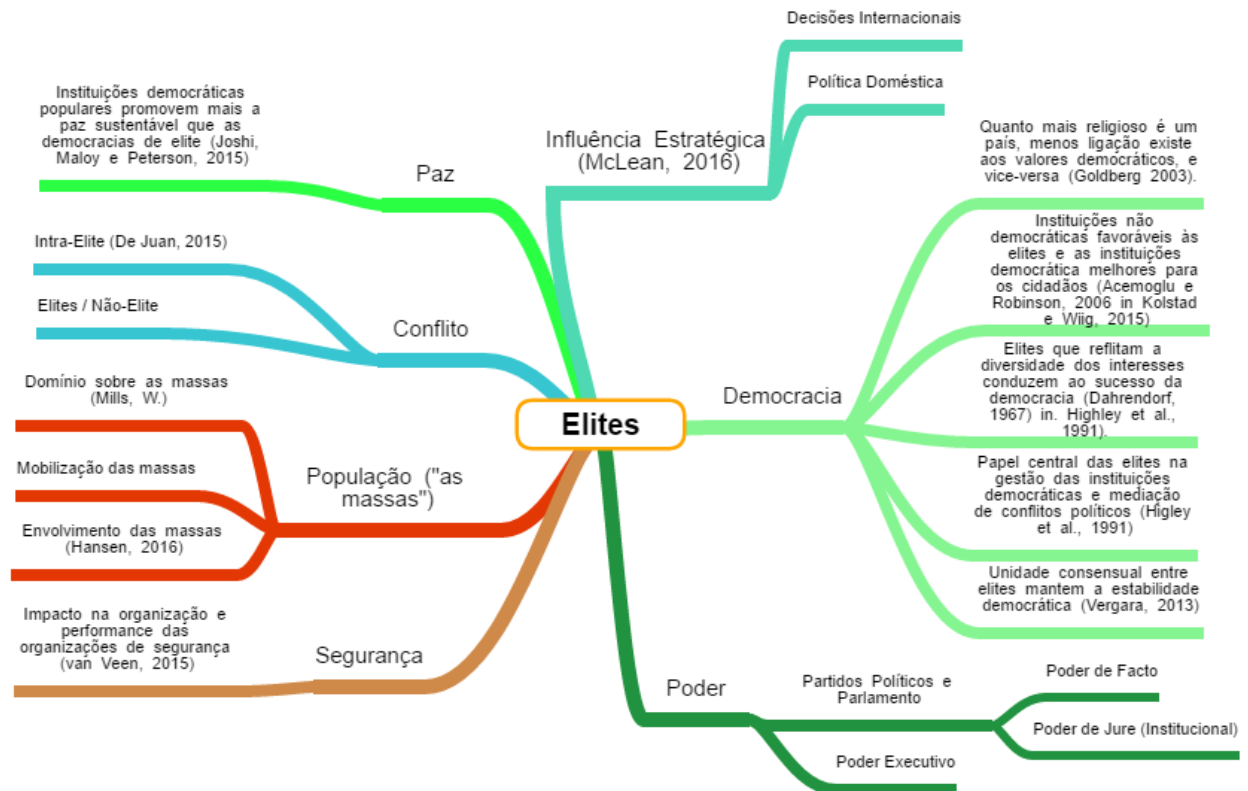 Elites
Influência Estratégica
(McLean, 2016)
Decisões Internacionais
Política Doméstica
Democracia
Quanto mais religioso é um
país, menos ligação existe
aos valores democráticos, e
vice-versa (Goldberg 2003).
Instituições não
democráticas favoráveis às
elites e as instituições
democrática melhores para
os cidadãos (Acemoglu e
Robinson, 2006 in Kolstad
e Wiig, 2015)
Elites que reflitam a
diversidade dos interesses
conduzem ao sucesso da
democracia (Dahrendorf,
1967) in. Highley et al.,
1991).
Papel central das elites na
gestão das instituições
democráticas e mediação
de conflitos políticos (Higley
et al., 1991)
Unidade consensual entre
elites mantem a estabilidade
democrática (Vergara, 2013)
Poder
Partidos Políticos e
Parlamento
Poder de Facto
Poder de Jure (Institucional)
Poder Executivo
Paz
Instituições democráticas
populares promovem mais a
paz sustentável que as
democracias de elite (Joshi,
Maloy e Peterson, 2015)
Conflito
Intra-Elite (De Juan, 2015)
Elites / Não-Elite
População ("as
massas")
Domínio sobre as massas
(Mills, W.)
Mobilização das massas
Envolvimento das massas
(Hansen, 2016)
Segurança
Impacto na organização e
performance das
organizações de segurança
(van Veen, 2015)